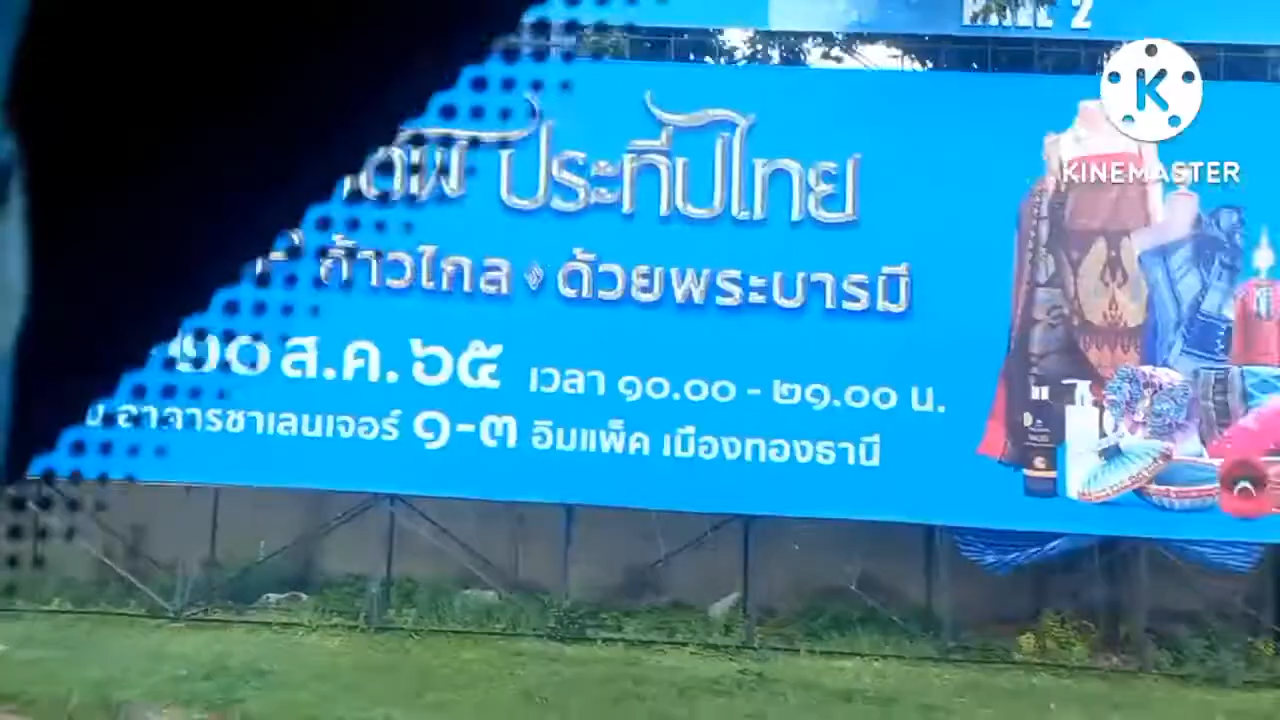 HALL 2
ประทีปไทย
ก้าวไกล ด้วยพระบารมี
๒๐ ส.ค. ๖๕ เวลา ๑๐.๐๐ - ๒๑.๐๐ น.
อาคารชาเลนเจอร์ ๑-๓ อิมแพ็ค เมืองทองธานี
K
KINEMASTER